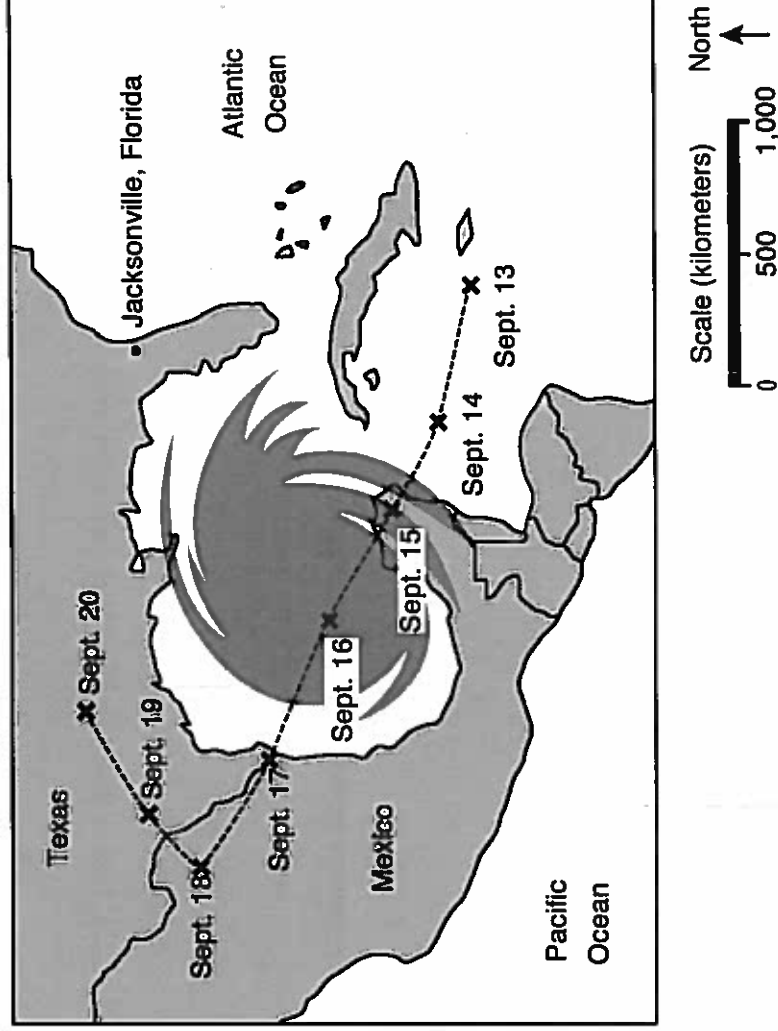 Texas
Sept. 20
Sept. 19
Sept. 18
Sept. 17
Sept. 16
Sept. 15
Sept. 14
Sept. 13
Mexico
Pacific
Ocean
Jacksonville, Florida
Atlantic
Ocean
Scale (kilometers)
0 500 1,000
North